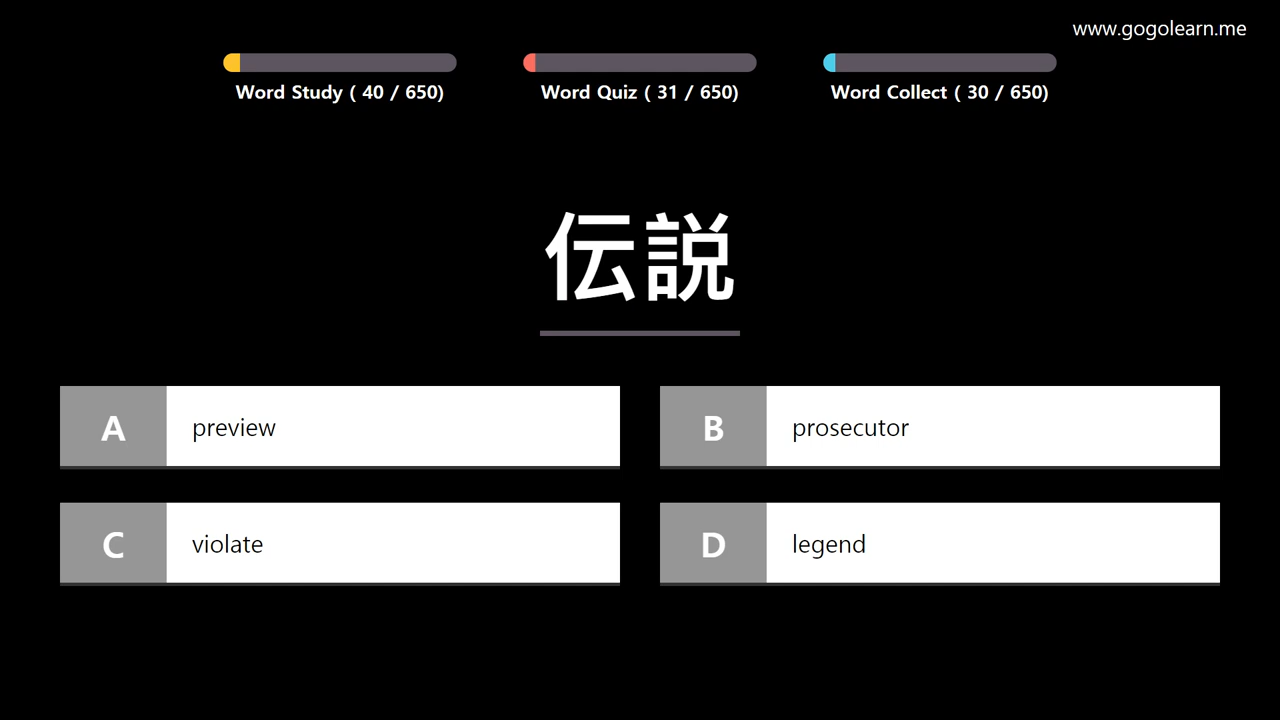 www.gogolearn.me
Word Study ( 40 / 650)
Word Quiz ( 31 / 650)
Word Collect ( 30 / 650)
伝説
A preview
B prosecutor
C violate
D legend